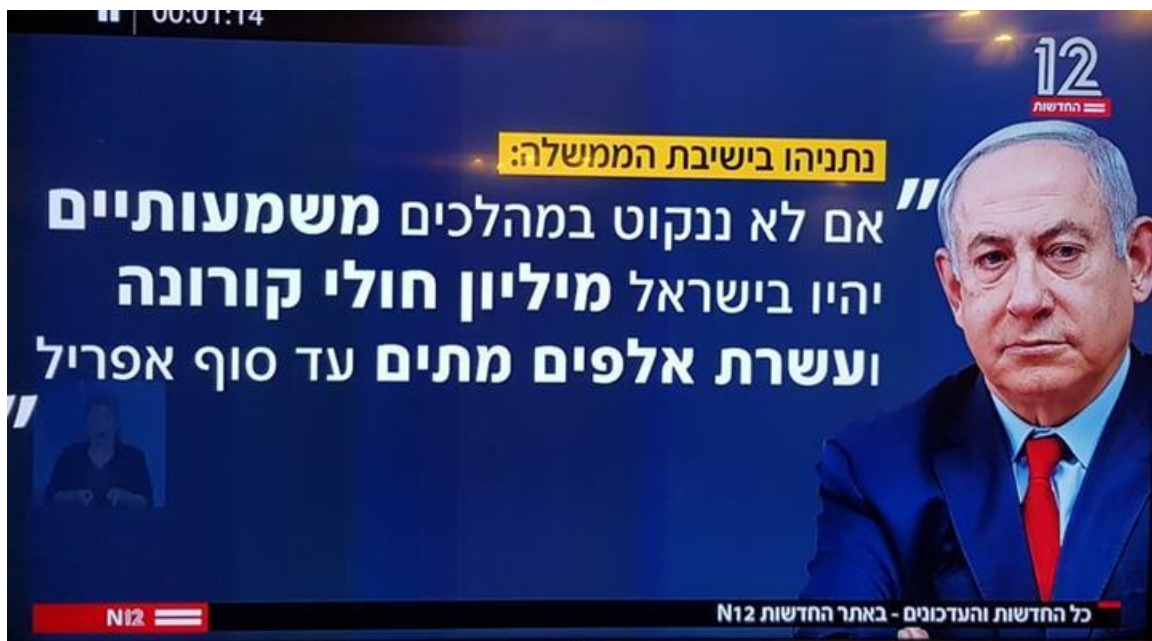 00:01:14
12
החדשות
נתניהו בישיבת הממשלה:
"אם לא ננקוט במהלכים משמעותיים
יהיו בישראל מיליון חולי קורונה
ועשרת אלפים מתים עד סוף אפריל"
כל החדשות והעדכונים - באתר החדשות N12
N12